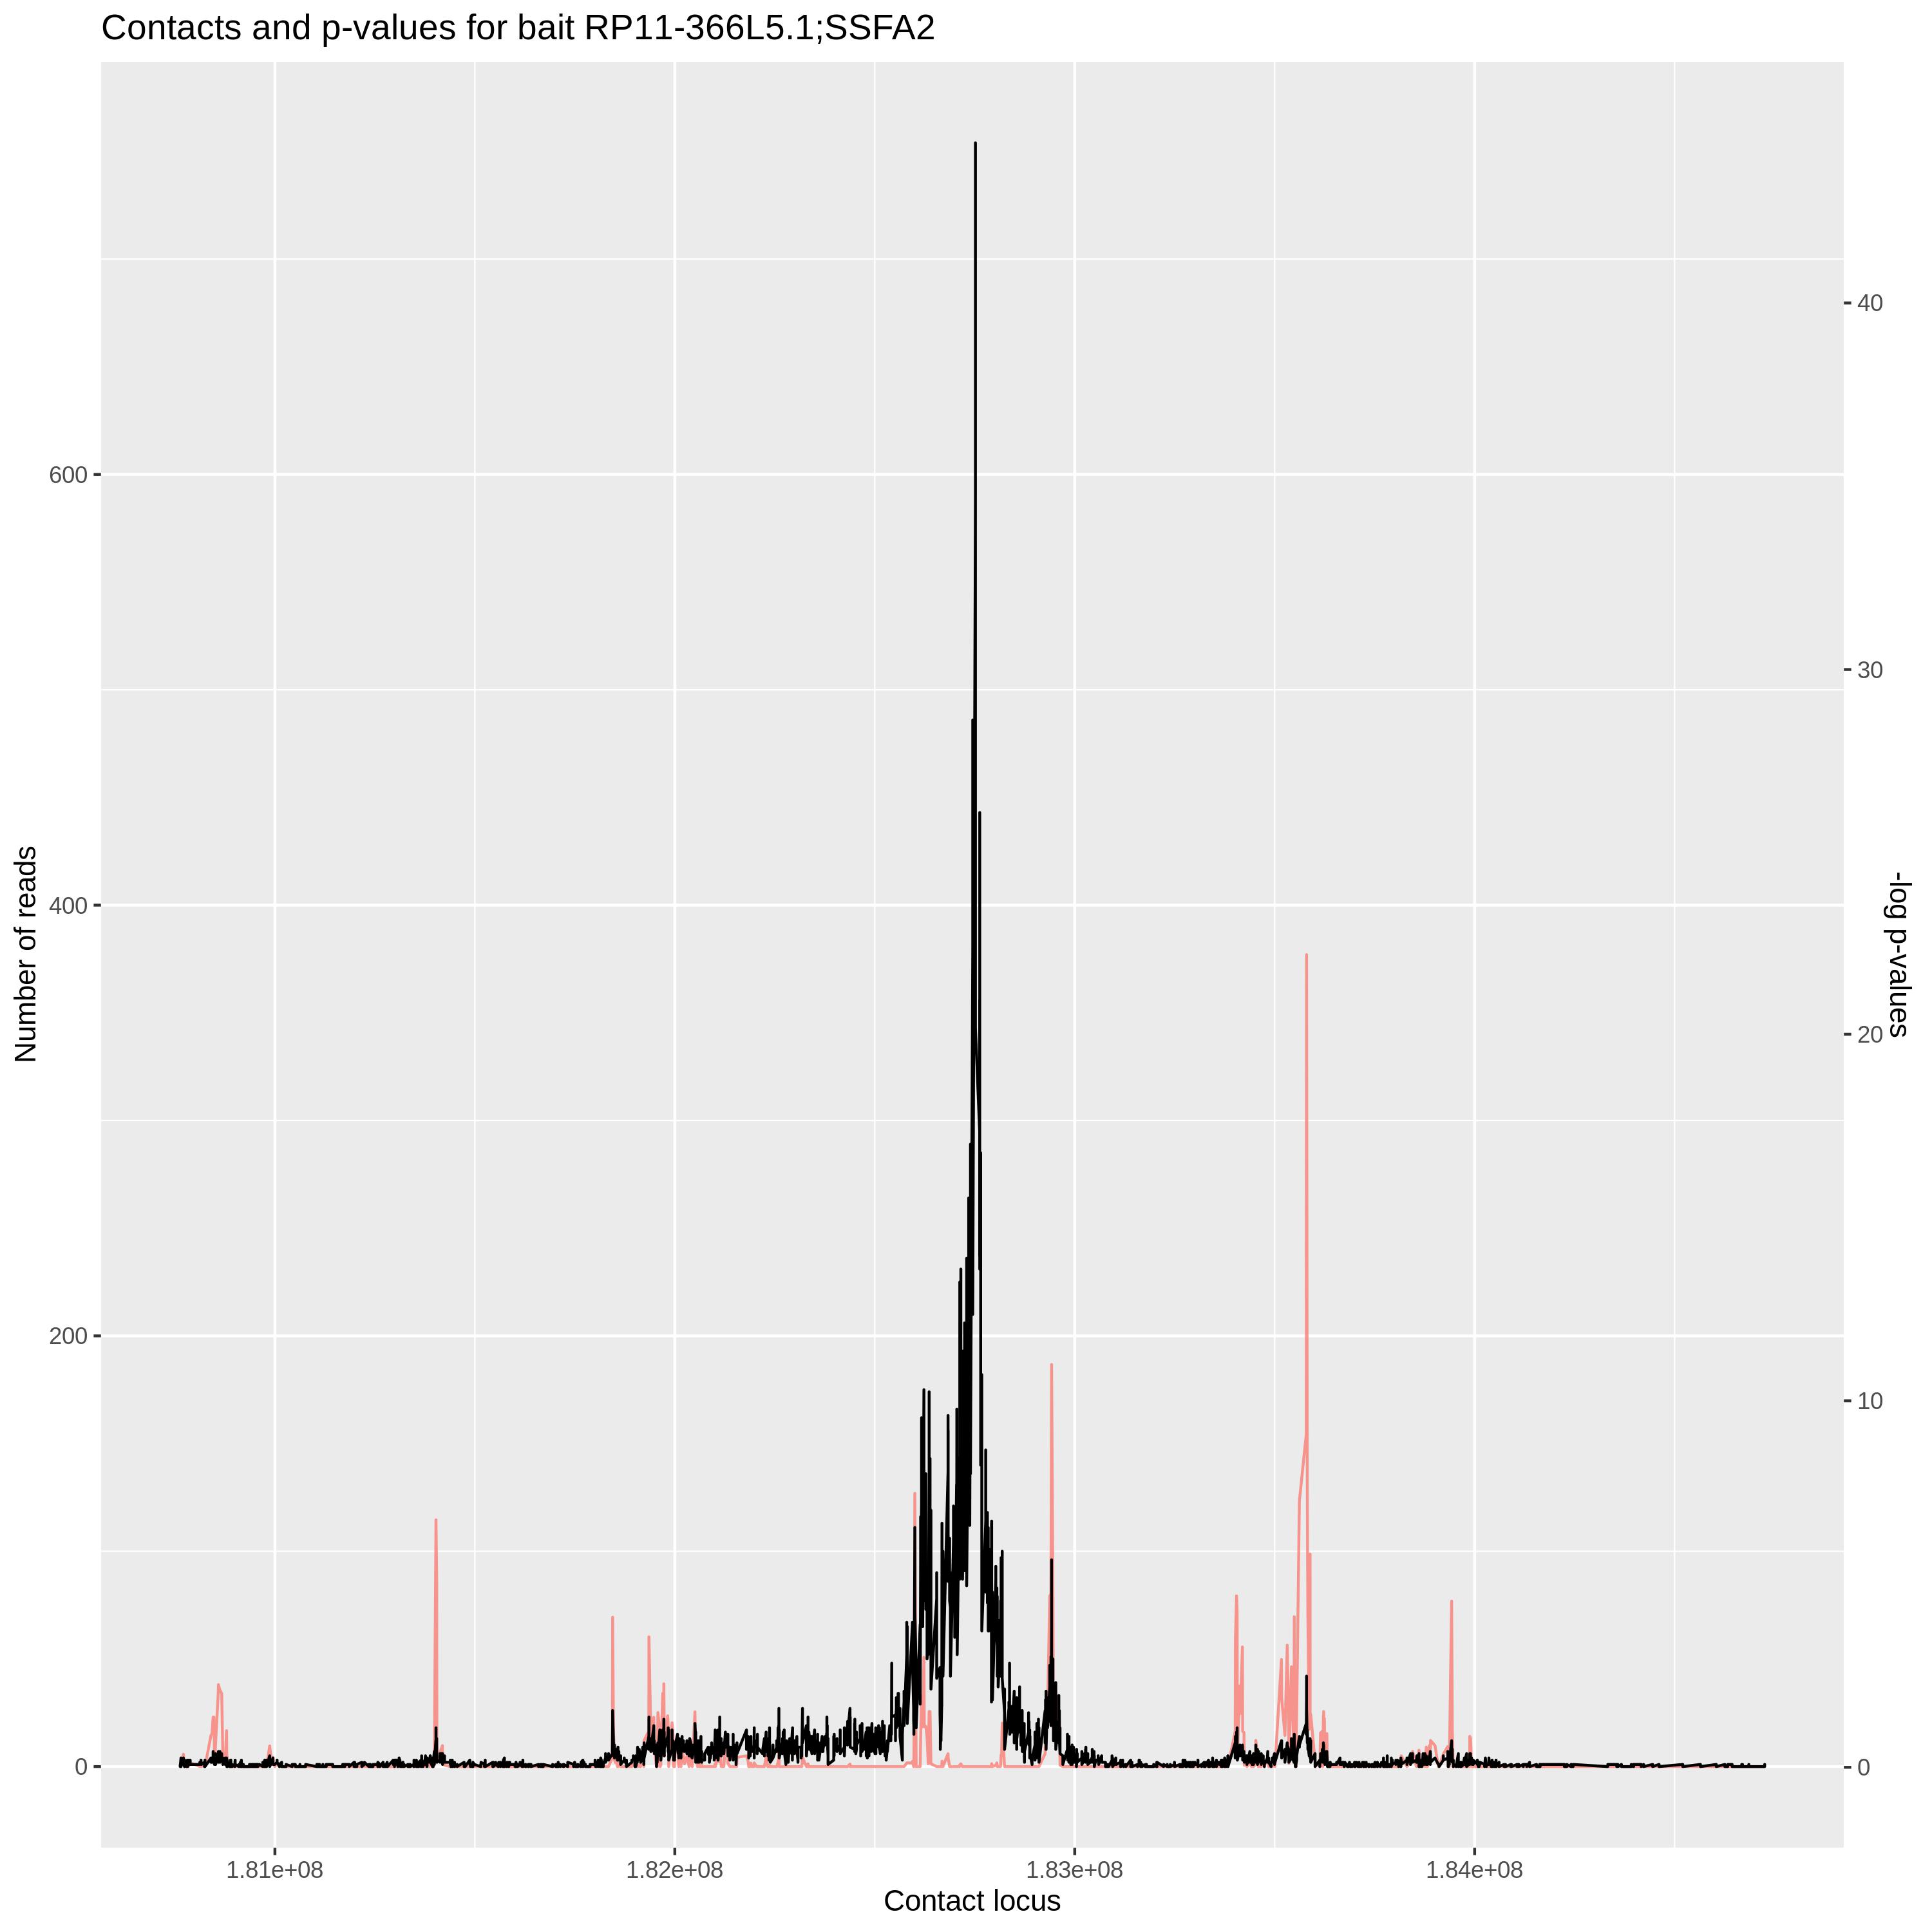 Contacts and p-values for bait RP11-366L5.1;SSFA2
Number of reads
600
400
200
0
40
30
20
10
0
-log p-values
1.81e+08
1.82e+08
1.83e+08
1.84e+08
Contact locus